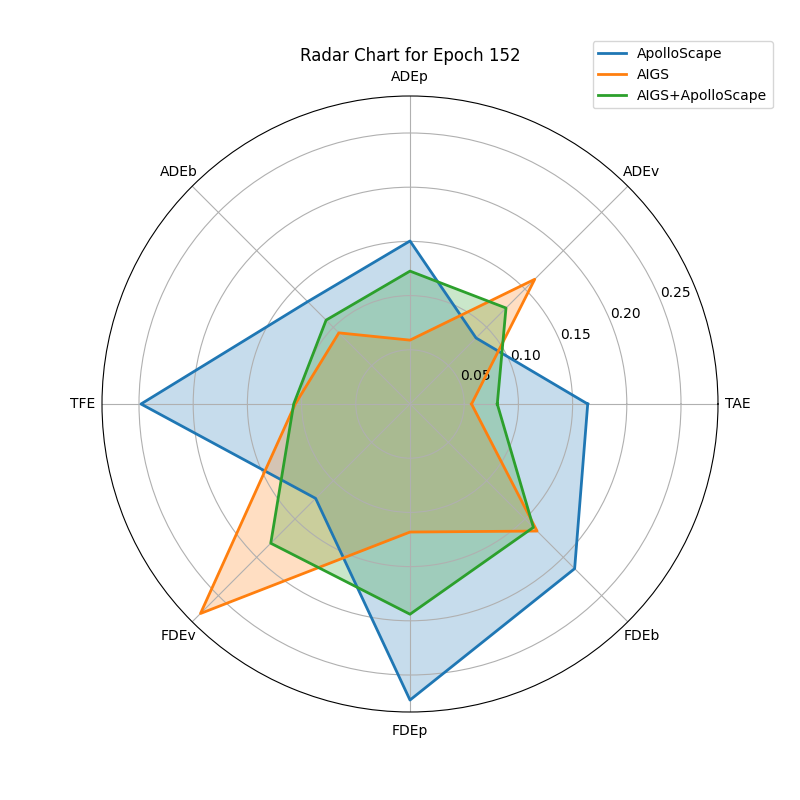 Radar Chart for Epoch 152
ApolloScape
AIGS
AIGS+ApolloScape
ADEp
ADEb
ADEv
0.25
0.20
0.15
0.10
0.05
TFE
TAE
FDEv
FDEb
FDEp